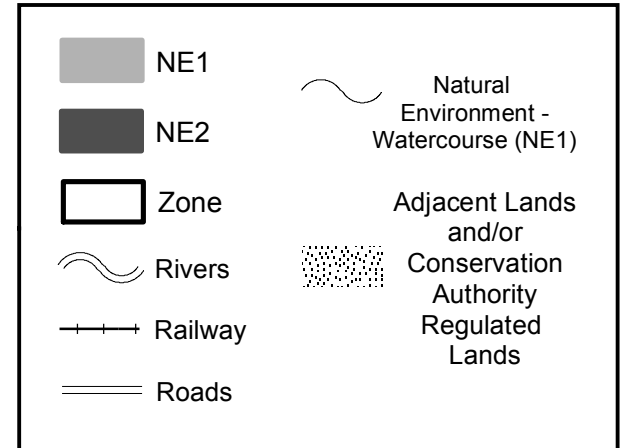 NE1
NE2
Zone
Rivers
Railway
Roads
Natural
Environment -
Watercourse (NE1)
Adjacent Lands
and/or
Conservation
Authority
Regulated
Lands